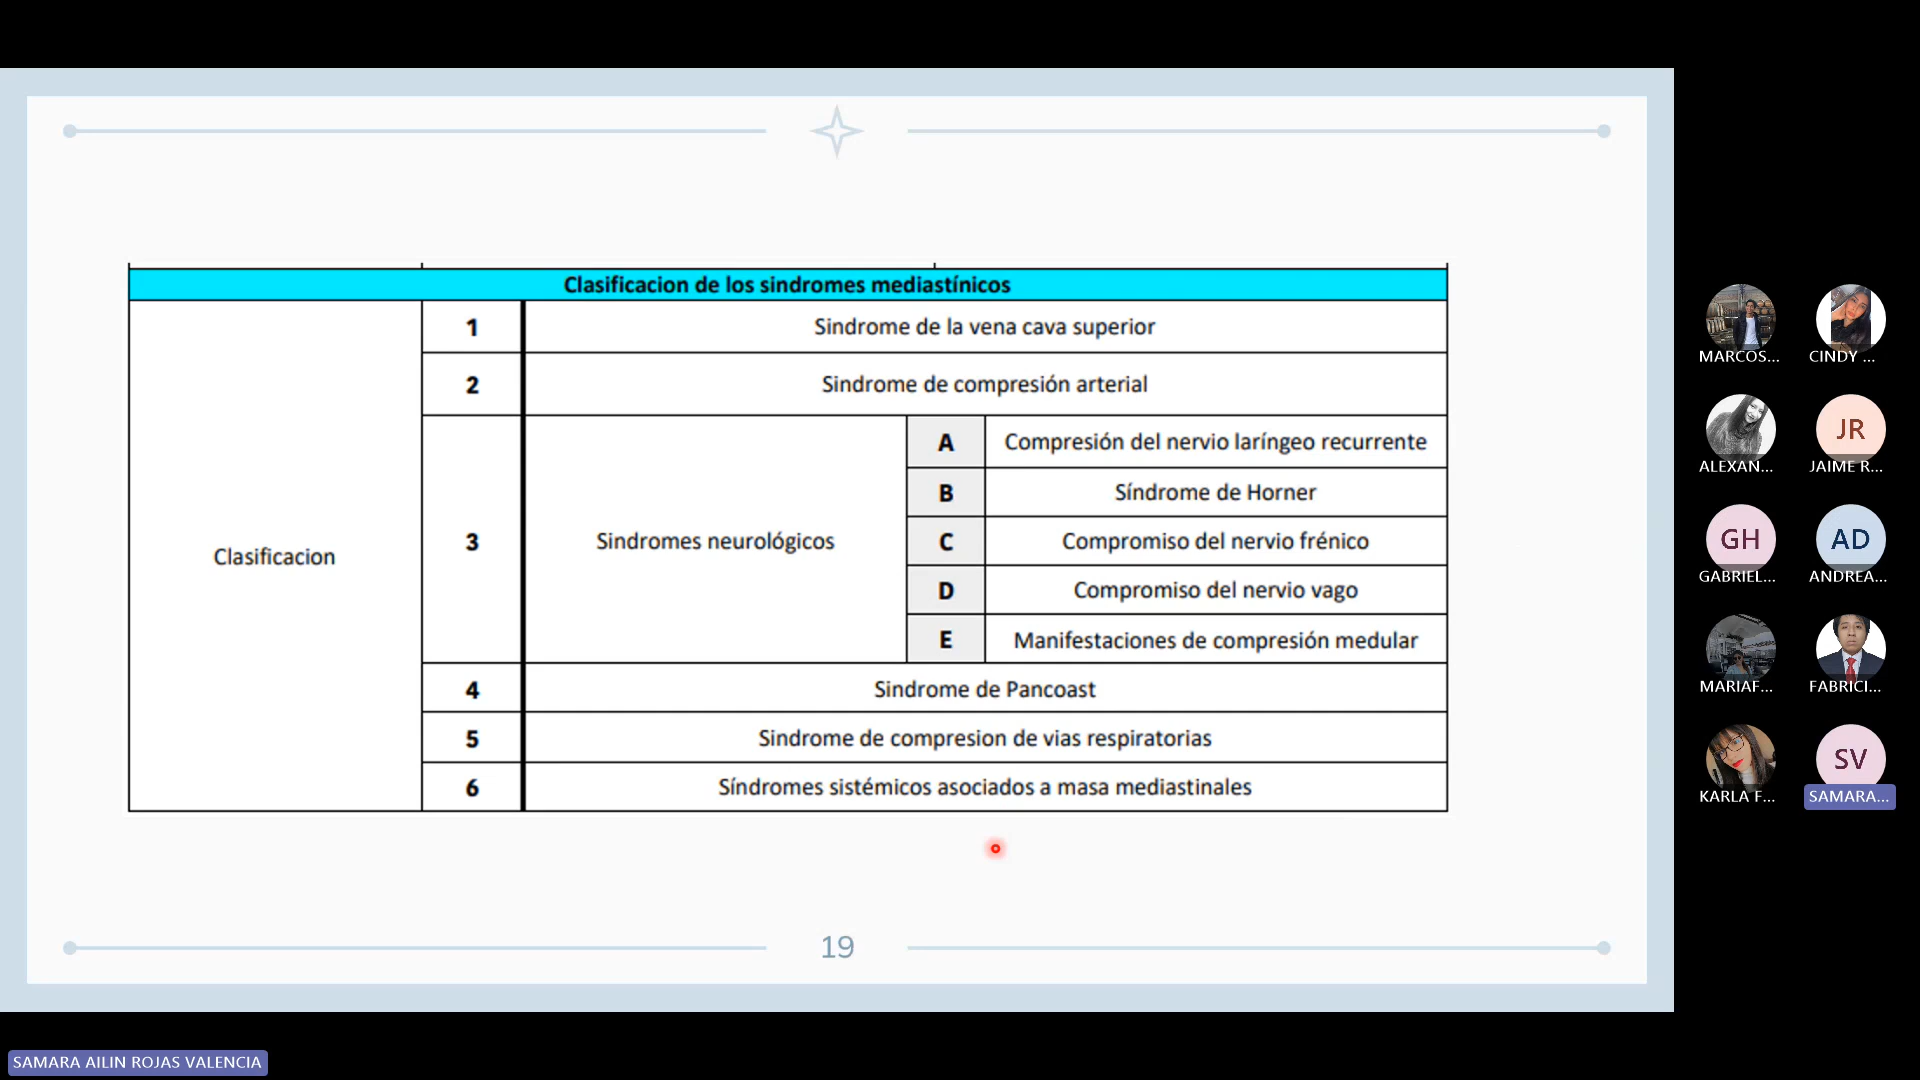 Clasificacion de los sindromes mediastínicos
Clasificacion
1 Sindrome de la vena cava superior
2 Sindrome de compresión arterial
3 Sindromes neurológicos
A Compresión del nervio laríngeo recurrente
B Síndrome de Horner
C Compromiso del nervio frénico
D Compromiso del nervio vago
E Manifestaciones de compresión medular
4 Sindrome de Pancoast
5 Sindrome de compresion de vias respiratorias
6 Síndromes sistémicos asociados a masa mediastinales
19
MARCOS...
CINDY ...
ALEXAN...
JR
JAIME R...
GH
GABRIEL...
AD
ANDREA...
MARIAF...
FABRICI...
KARLA F...
SV
SAMARA...
SAMARA AILIN ROJAS VALENCIA